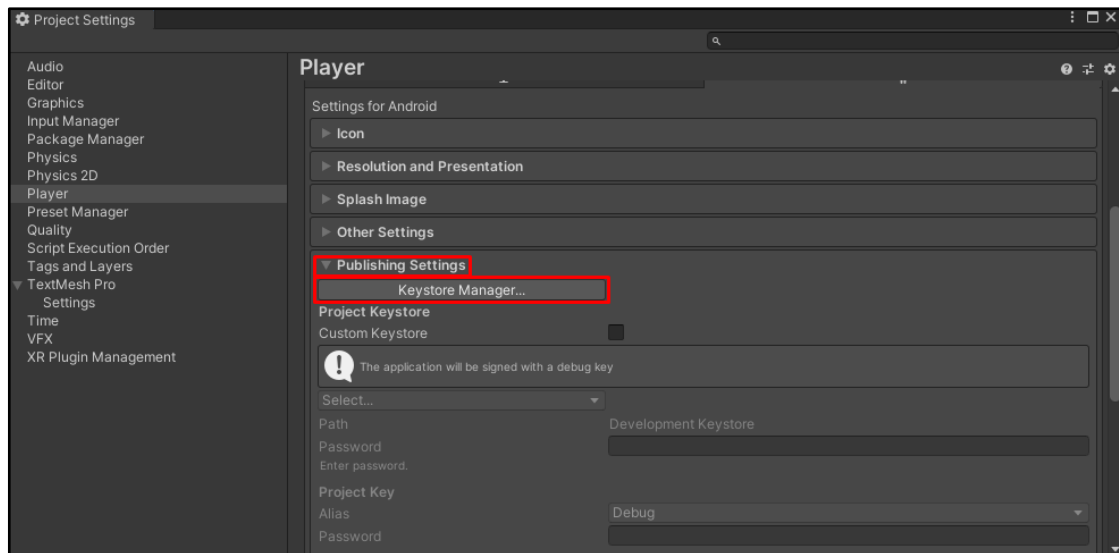 Project Settings
Audio
Editor
Graphics
Input Manager
Package Manager
Physics
Physics 2D
Player
Preset Manager
Quality
Script Execution Order
Tags and Layers
TextMesh Pro
Settings
Time
VFX
XR Plugin Management
Player
Settings for Android
Icon
Resolution and Presentation
Splash Image
Other Settings
Publishing Settings
Keystore Manager...
Project Keystore
Custom Keystore
The application will be signed with a debug key
Select...
Path Development Keystore
Password
Enter password.
Project Key
Alias Debug
Password